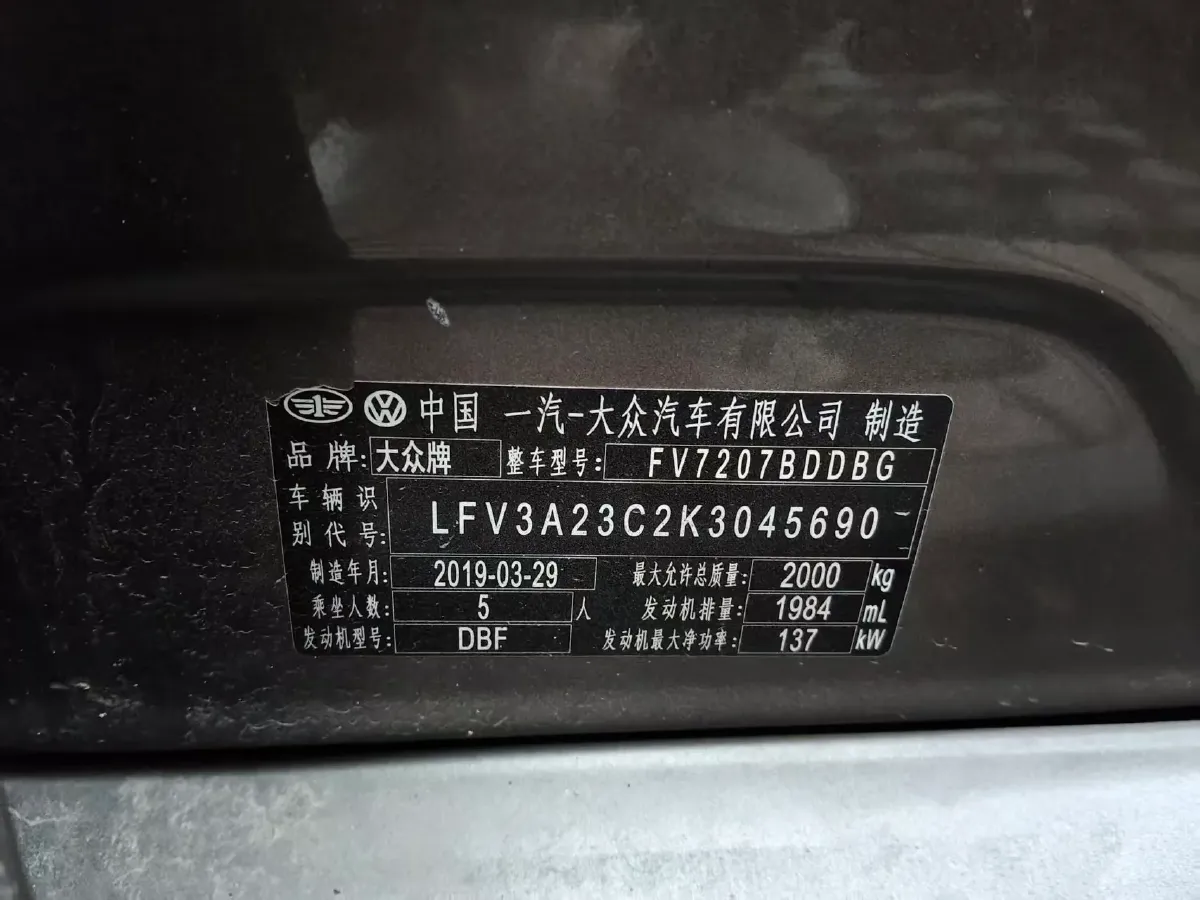 中国 一汽-大众汽车有限公司 制造
品牌: 大众牌 整车型号: FV7207BDDBG
车辆识别代号: LFV3A23C2K3045690
制造年月: 2019-03-29 最大允许总质量: 2000 kg
乘坐人数: 5 人 发动机排量: 1984 mL
发动机型号: DBF 发动机最大净功率: 137 kW